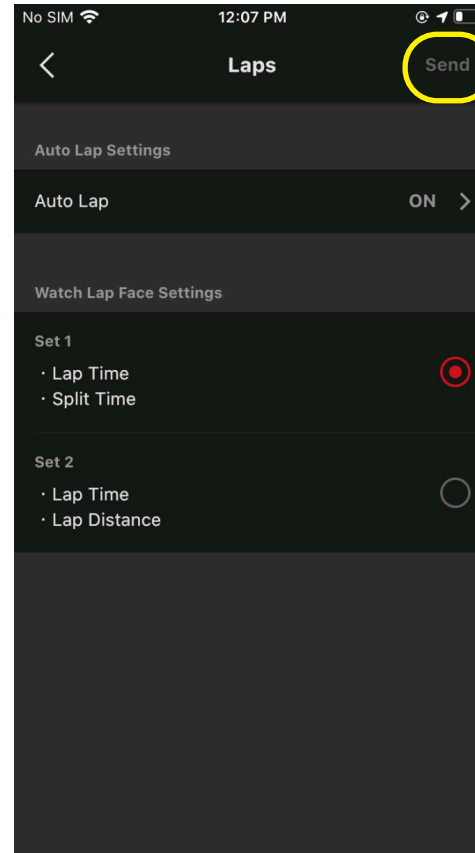 No SIM 12:07 PM
Laps Send
Auto Lap Settings
Auto Lap ON
Watch Lap Face Settings
Set 1
· Lap Time
· Split Time
Set 2
· Lap Time
· Lap Distance